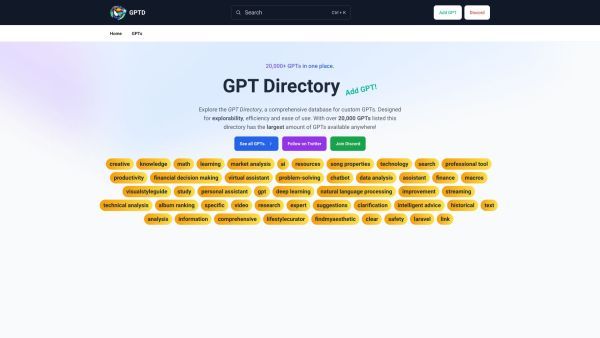 GPTD
Search
Ctrl + K
Add GPT
Discord
Home GPTs
20,000+ GPTs in one place.
GPT Directory
Add GPT!
Explore the GPT Directory, a comprehensive database for custom GPTs. Designed
for explorability, efficiency and ease of use. With over 20,000 GPTs listed this
directory has the largest amount of GPTs available anywhere!
See all GPTs Follow on Twitter Join Discord
creative knowledge math learning market analysis ai resources song properties technology search professional tool
productivity financial decision making virtual assistant problem-solving chatbot data analysis assistant finance macros
visualstyleguide study personal assistant gpt deep learning natural language processing improvement streaming
technical analysis album ranking specific video research expert suggestions clarification intelligent advice historical text
analysis information comprehensive lifestylecurator findmyaesthetic clear safety laravel link